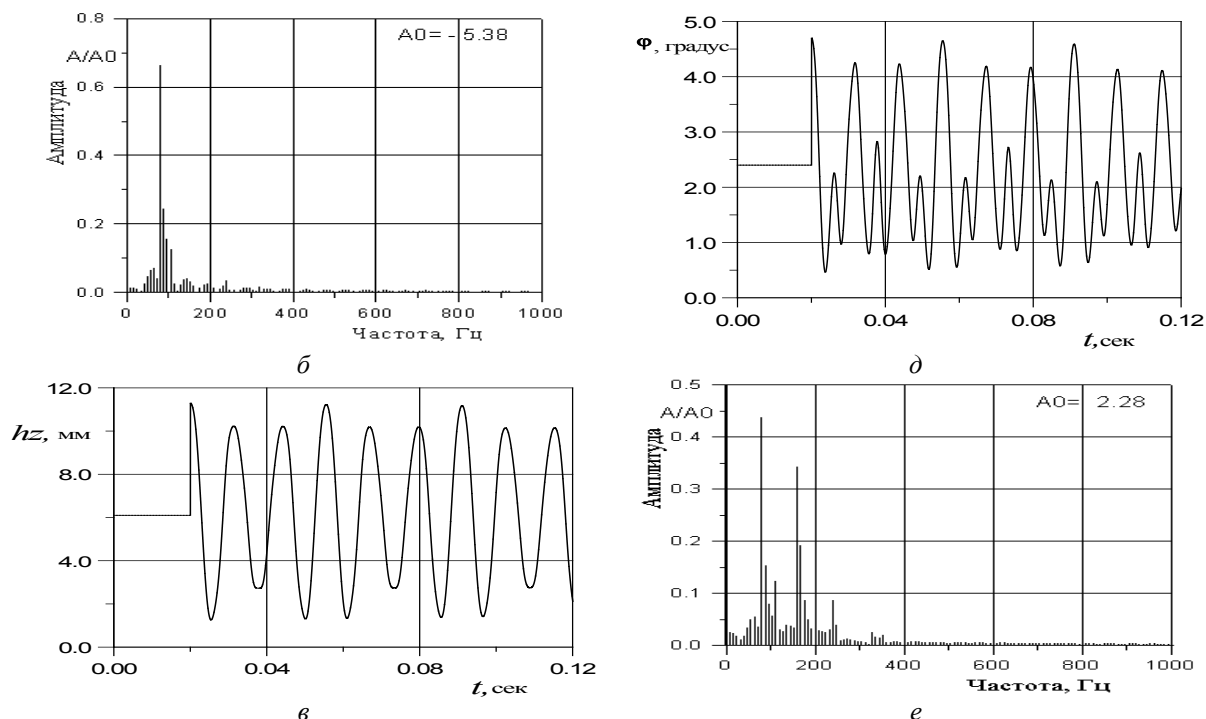 0.8
A/A0
A0= - 5.38
0.6
Амплитуда
0.4
0.2
0.0
0 200 400 600 800 1000
Частота, Гц
б
5.0
φ, градус
4.0
3.0
2.0
1.0
0.0
0.00 0.04 0.08 0.12
t,сек
д
12.0
hz, мм
8.0
4.0
0.0
0.00 0.04 0.08 0.12
t,сек
в
0.5
A/A0
A0= 2.28
0.4
Амплитуда
0.3
0.2
0.1
0.0
0 200 400 600 800 1000
Частота, Гц
е